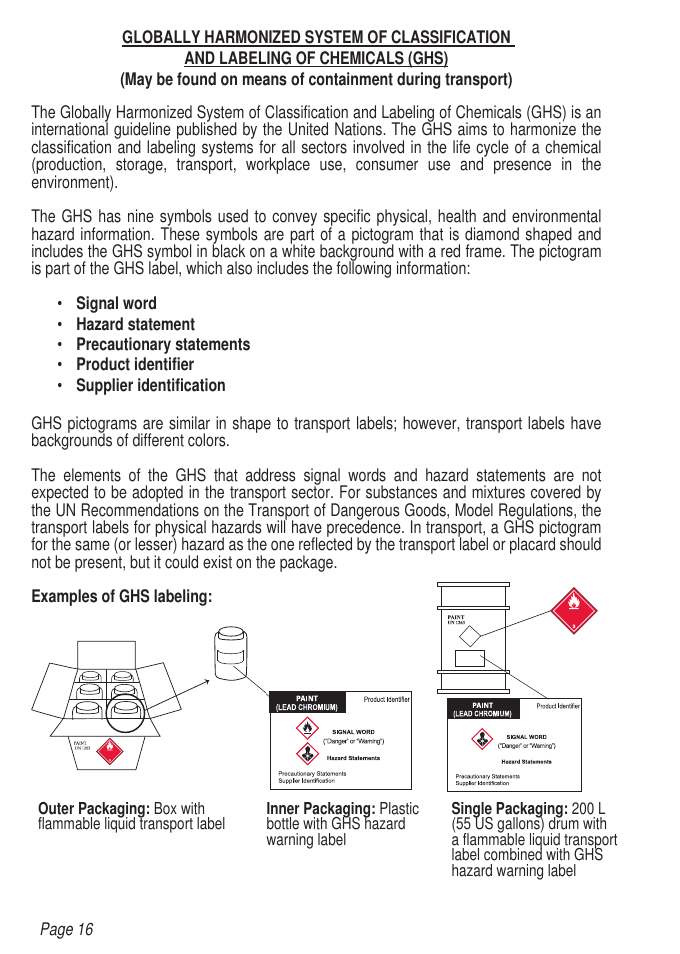 GLOBALLY HARMONIZED SYSTEM OF CLASSIFICATION
AND LABELING OF CHEMICALS (GHS)
(May be found on means of containment during transport)
The Globally Harmonized System of Classification and Labeling of Chemicals (GHS) is an
international guideline published by the United Nations. The GHS aims to harmonize the
classification and labeling systems for all sectors involved in the life cycle of a chemical
(production, storage, transport, workplace use, consumer use and presence in the
environment).
The GHS has nine symbols used to convey specific physical, health and environmental
hazard information. These symbols are part of a pictogram that is diamond shaped and
includes the GHS symbol in black on a white background with a red frame. The pictogram
is part of the GHS label, which also includes the following information:
• Signal word
• Hazard statement
• Precautionary statements
• Product identifier
• Supplier identification
GHS pictograms are similar in shape to transport labels; however, transport labels have
backgrounds of different colors.
The elements of the GHS that address signal words and hazard statements are not
expected to be adopted in the transport sector. For substances and mixtures covered by
the UN Recommendations on the Transport of Dangerous Goods, Model Regulations, the
transport labels for physical hazards will have precedence. In transport, a GHS pictogram
for the same (or lesser) hazard as the one reflected by the transport label or placard should
not be present, but it could exist on the package.
Examples of GHS labeling:
PAINT
UN 1263
PAINT
UN 1263
PAINT
(LEAD CHROMIUM)
Product Identifier
SIGNAL WORD
("Danger" or "Warning")
Hazard Statements
Precautionary Statements
Supplier Identification
PAINT
(LEAD CHROMIUM)
Product Identifier
SIGNAL WORD
("Danger" or "Warning")
Hazard Statements
Precautionary Statements
Supplier Identification
Outer Packaging: Box with
flammable liquid transport label
Inner Packaging: Plastic
bottle with GHS hazard
warning label
Single Packaging: 200 L
(55 US gallons) drum with
a flammable liquid transport
label combined with GHS
hazard warning label
Page 16